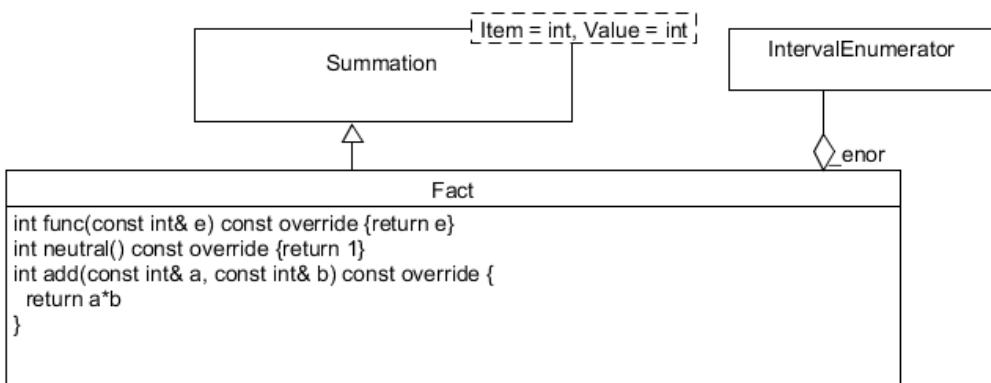 Item = int, Value = int
Summation
IntervalEnumerator
_enor
Fact
int func(const int& e) const override {return e}
int neutral() const override {return 1}
int add(const int& a, const int& b) const override {
return a*b
}